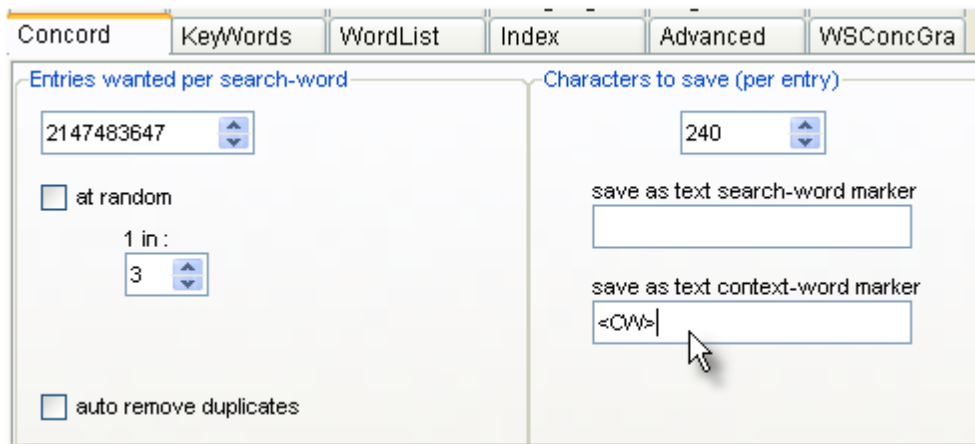 Concord KeyWords WordList Index Advanced WSConcGra
Entries wanted per search-word
2147483647
at random
1 in :
3
auto remove duplicates
Characters to save (per entry)
240
save as text search-word marker
save as text context-word marker
<CW>